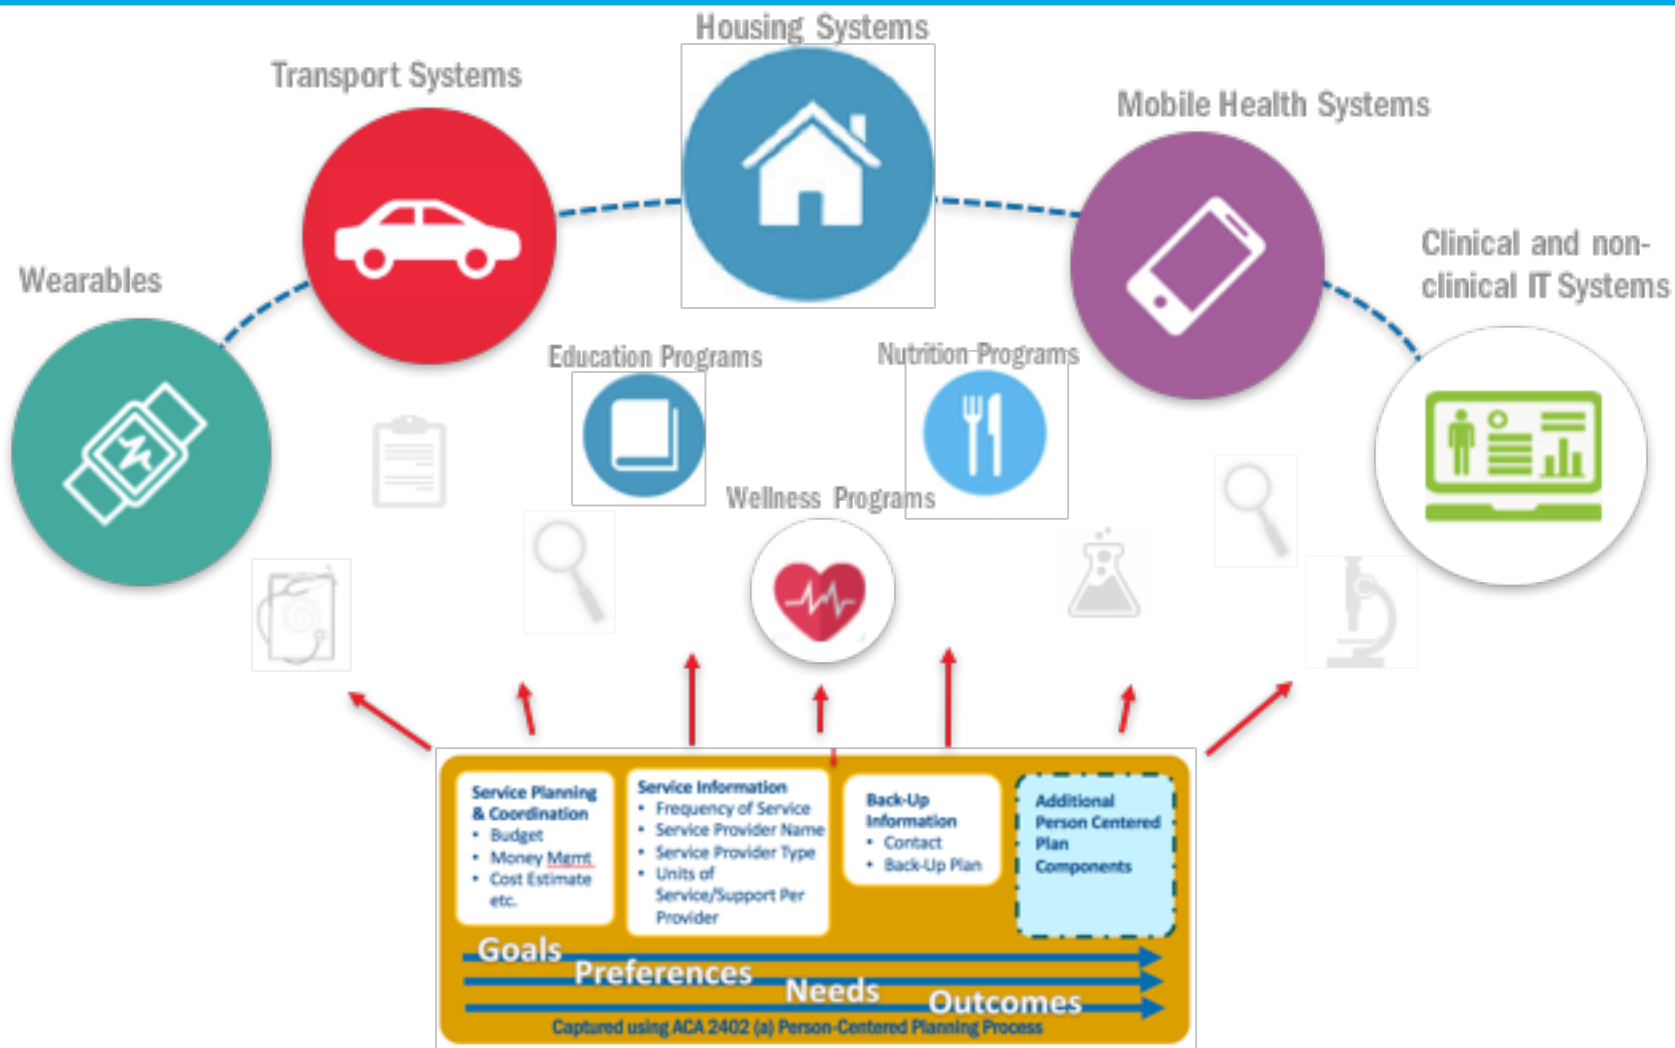 Housing Systems
Transport Systems
Mobile Health Systems
Clinical and non-
clinical IT Systems
Wearables
Education Programs
Nutrition Programs
Wellness Programs
Service Planning
& Coordination
• Budget
• Money Mgmt
• Cost Estimate
etc.
Service Information
• Frequency of Service
• Service Provider Name
• Service Provider Type
• Units of
Service/Support Per
Provider
Back-Up
Information
• Contact
• Back-Up Plan
Additional
Person Centered
Plan
Components
Goals
Preferences
Needs
Outcomes
Captured using ACA 2402 (a) Person-Centered Planning Process